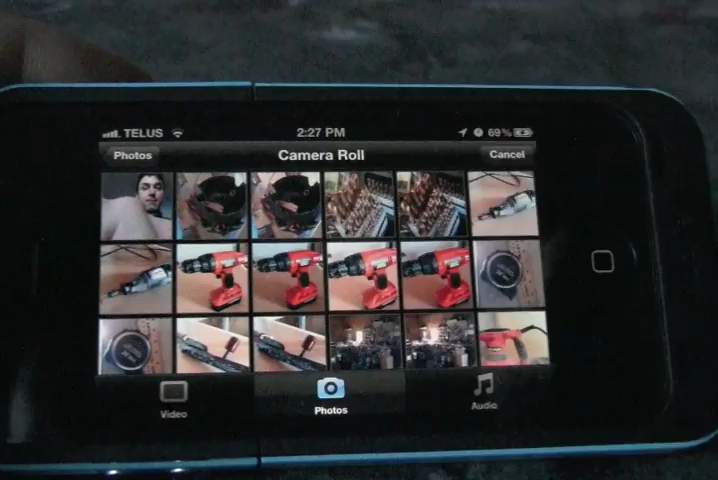 TELUS 2:27 PM 69%
Photos Camera Roll Cancel
Video Photos Audio